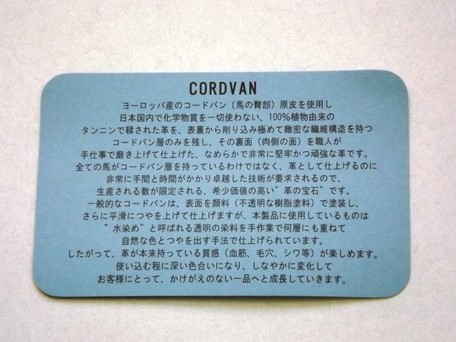 CORDVAN
ヨーロッパ産のコードバン（馬の臀部）原皮を使用し
日本国内で化学物質を一切使わない、100%植物由来の
タンニンで鞣された革を、表裏から削り込み極めて緻密な繊維構造を持つ
コードバン層のみを残し、その裏面（肉側の面）を職人が
手仕事で磨き上げて仕上げた、なめらかで非常に堅牢かつ頑強な革です。
全ての馬がコードバン層を持っているわけではなく、革として仕上げるのに
非常に手間と時間がかかり卓越した技術が要求されるので、
生産される数が限定される、希少価値の高い"革の宝石"です。
一般的なコードバンは、表面を顔料（不透明な樹脂塗料）で塗装し、
さらに平滑につやを上げて仕上げますが、本製品に使用しているものは
"水染め"と呼ばれる透明の染料を手作業で何層にも重ねて
自然な色とつやを出す手法で仕上げられています。
したがって、革が本来持っている質感（血筋、毛穴、シワ等）が楽しめます。
使い込む程に深い色合いになり、しなやかに変化して
お客様にとって、かけがえのない一品へと成長していきます。